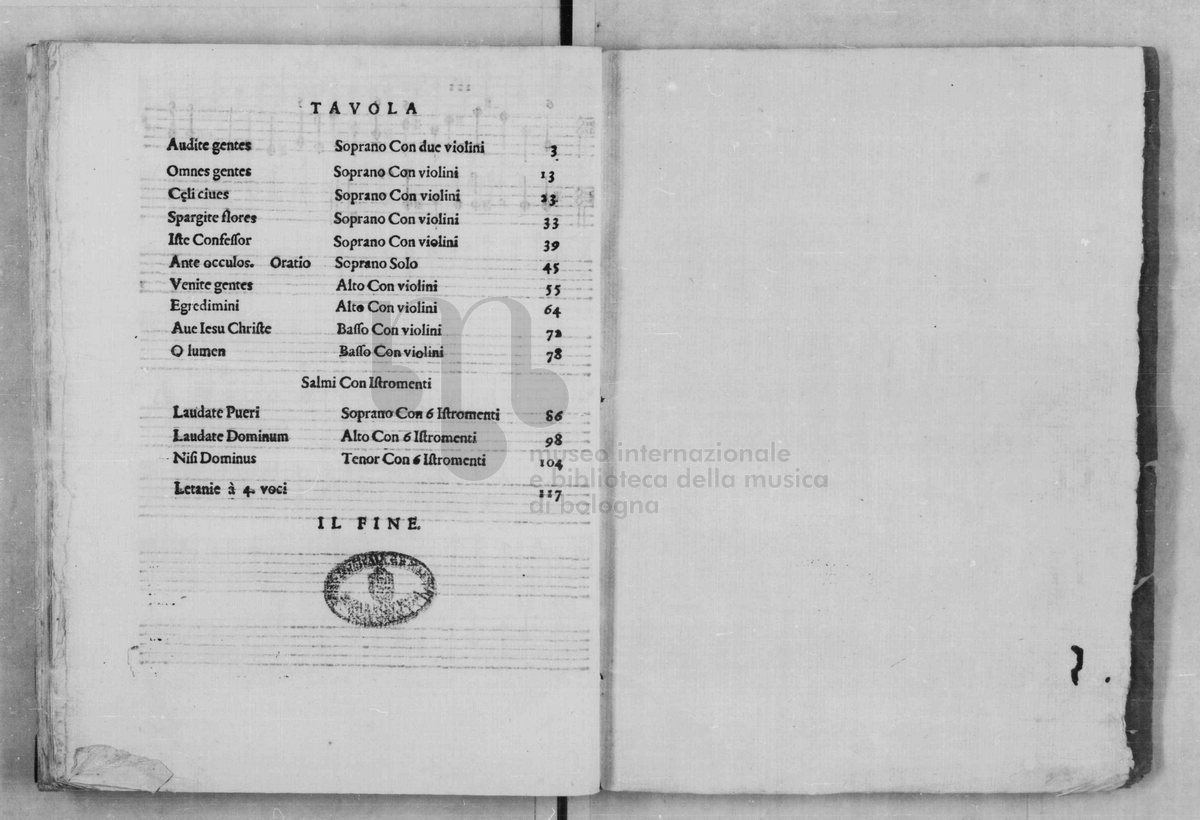 TAVOLA
Audite gentes Soprano Con due violini 3
Omnes gentes Soprano Con violini 13
Cęli ciues Soprano Con violini 23
Spargite flores Soprano Con violini 33
Iſte Confeſſor Soprano Con violini 39
Ante occulos. Oratio Soprano Solo 45
Venite gentes Alto Con violini 55
Egredimini Alto Con violini 64
Aue Iesu Chriſte Baſſo Con violini 72
O lumen Baſſo Con violini 78
Salmi Con Iſtromenti
Laudate Pueri Soprano Con 6 Iſtromenti 86
Laudate Dominum Alto Con 6 Iſtromenti 98
Niſi Dominus Tenor Con 6 Iſtromenti 104
Letanie à 4. voci 117
IL FINE.
museo internazionale
e biblioteca della musica
di bologna